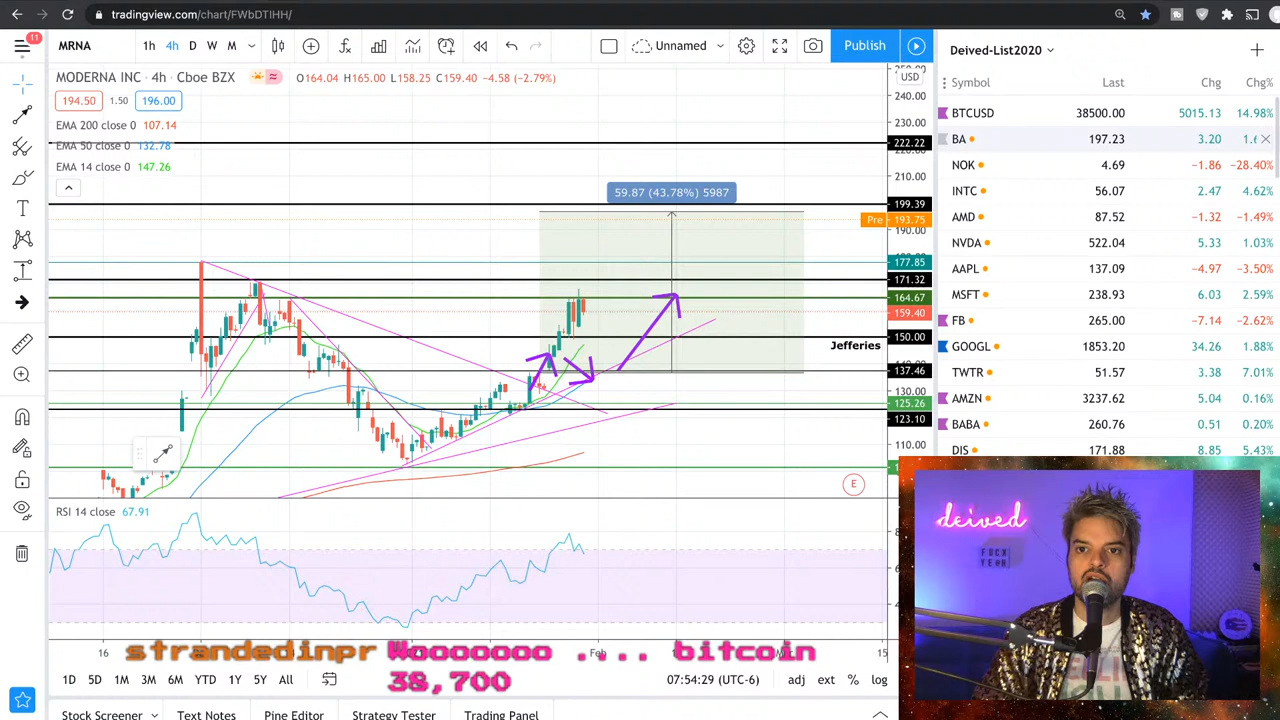 tradingview.com/chart/FWbDTIHH/
11
MRNA
1h 4h D W M
Unnamed
Publish
Deived-List2020
MODERNA INC · 4h · Cboe BZX
O164.04 H165.00 L158.25 C159.40 −4.58 (−2.79%)
USD
194.50 1.50 196.00
EMA 200 close 0 107.14
EMA 50 close 0 132.78
EMA 14 close 0 147.26
240.00
230.00
222.22
210.00
199.39
Pre 193.75
190.00
177.85
171.32
164.67
159.40
150.00
Jefferies
137.46
130.00
125.26
123.10
110.00
59.87 (43.78%) 5987
E
RSI 14 close 67.91
16
Feb
15
strandedinpr Wooooooo .... bitcoin
38,700
1D 5D 1M 3M 6M YTD 1Y 5Y All
07:54:29 (UTC-6)
adj ext % log
Stock Screener Text Notes Pine Editor Strategy Tester Trading Panel
Symbol Last Chg Chg%
BTCUSD 38500.00 5015.13 14.98%
BA 197.23 3.20
NOK 4.69 −1.86 −28.40%
INTC 56.07 2.47 4.62%
AMD 87.52 −1.32 −1.49%
NVDA 522.04 5.33 1.03%
AAPL 137.09 −4.97 −3.50%
MSFT 238.93 6.03 2.59%
FB 265.00 −7.14 −2.62%
GOOGL 1853.20 34.26 1.88%
TWTR 51.57 3.38 7.01%
AMZN 3237.62 5.04 0.16%
BABA 260.76 0.51 0.20%
DIS 171.88 8.85 5.43%
deived
FUCK
YEAH